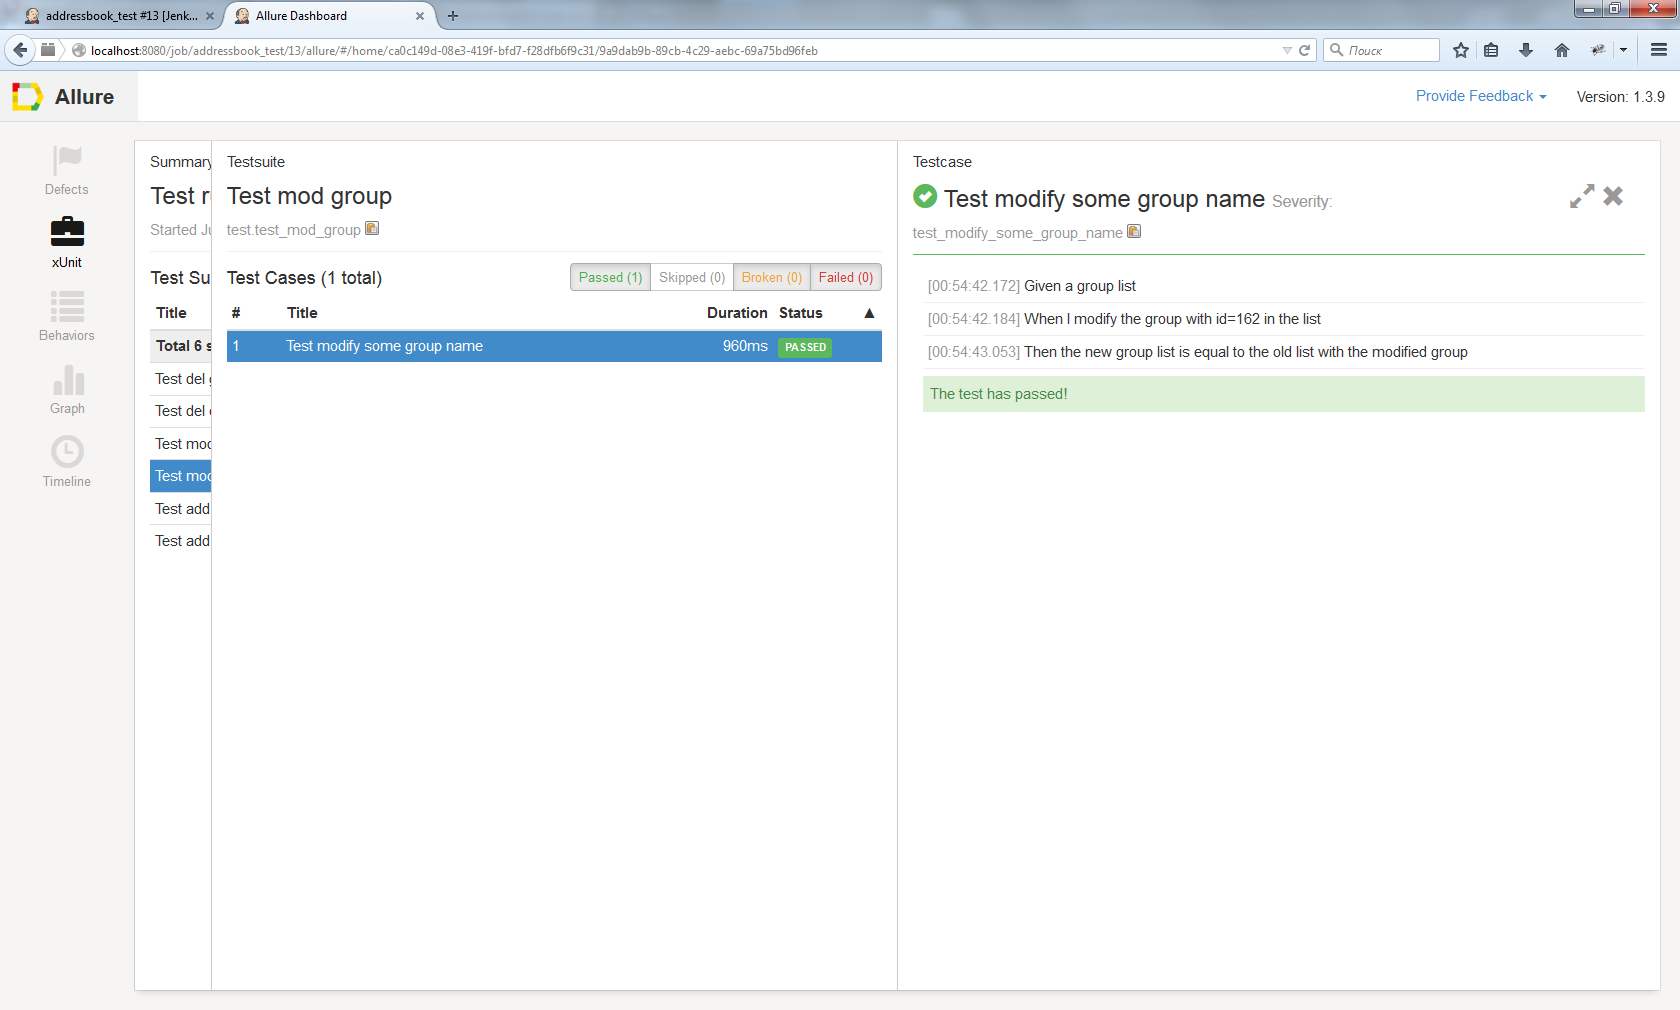 addressbook_test #13 [Jenk...
Allure Dashboard
localhost:8080/job/addressbook_test/13/allure/#/home/ca0c149d-08e3-419f-bfd7-f28dfb6f9c31/9a9dab9b-89cb-4c29-aebc-69a75bd96feb
Поиск
Allure
Provide Feedback
Version: 1.3.9
Defects
xUnit
Behaviors
Graph
Timeline
Summary
Test r
Started Ju
Test Su
Title
Total 6 s
Test del g
Test del
Test mod
Test mod
Test add
Test add
Testsuite
Test mod group
test.test_mod_group
Test Cases (1 total)
Passed (1) Skipped (0) Broken (0) Failed (0)
# Title Duration Status ▲
1 Test modify some group name 960ms PASSED
Testcase
Test modify some group name Severity:
test_modify_some_group_name
[00:54:42.172] Given a group list
[00:54:42.184] When I modify the group with id=162 in the list
[00:54:43.053] Then the new group list is equal to the old list with the modified group
The test has passed!